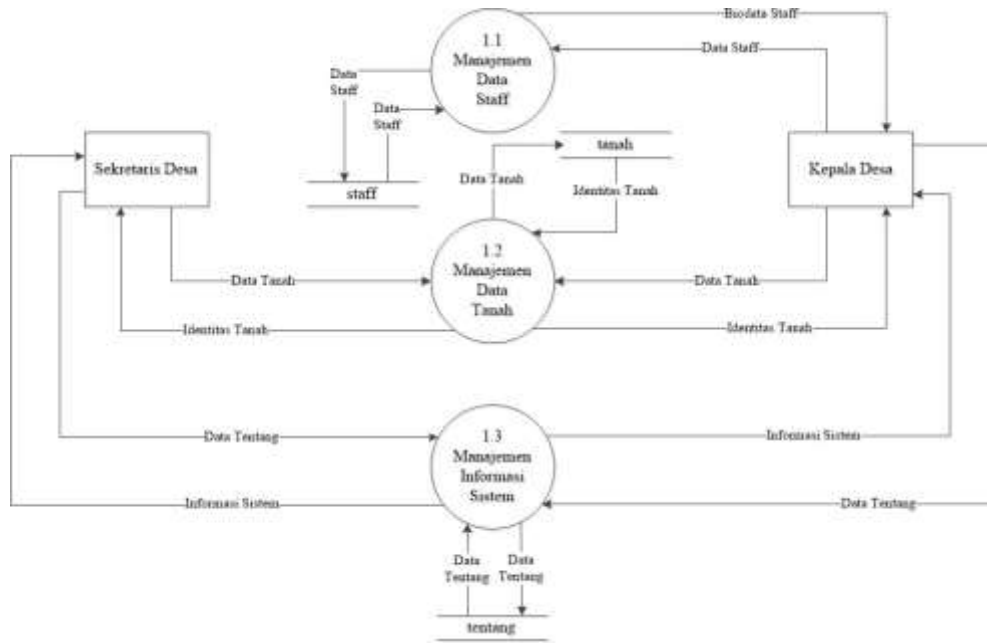 Biodata Staff
1.1
Manajemen
Data
Staff
Data Staff
Data
Staff
Data
Staff
tanah
Sekretaris Desa
Kepala Desa
staff
Data Tanah
Identitas Tanah
1.2
Manajemen
Data
Tanah
Data Tanah
Data Tanah
Identitas Tanah
Identitas Tanah
1.3
Manajemen
Informasi
Sistem
Data Tentang
Informasi Sistem
Informasi Sistem
Data Tentang
Data
Tentang
Data
Tentang
tentang